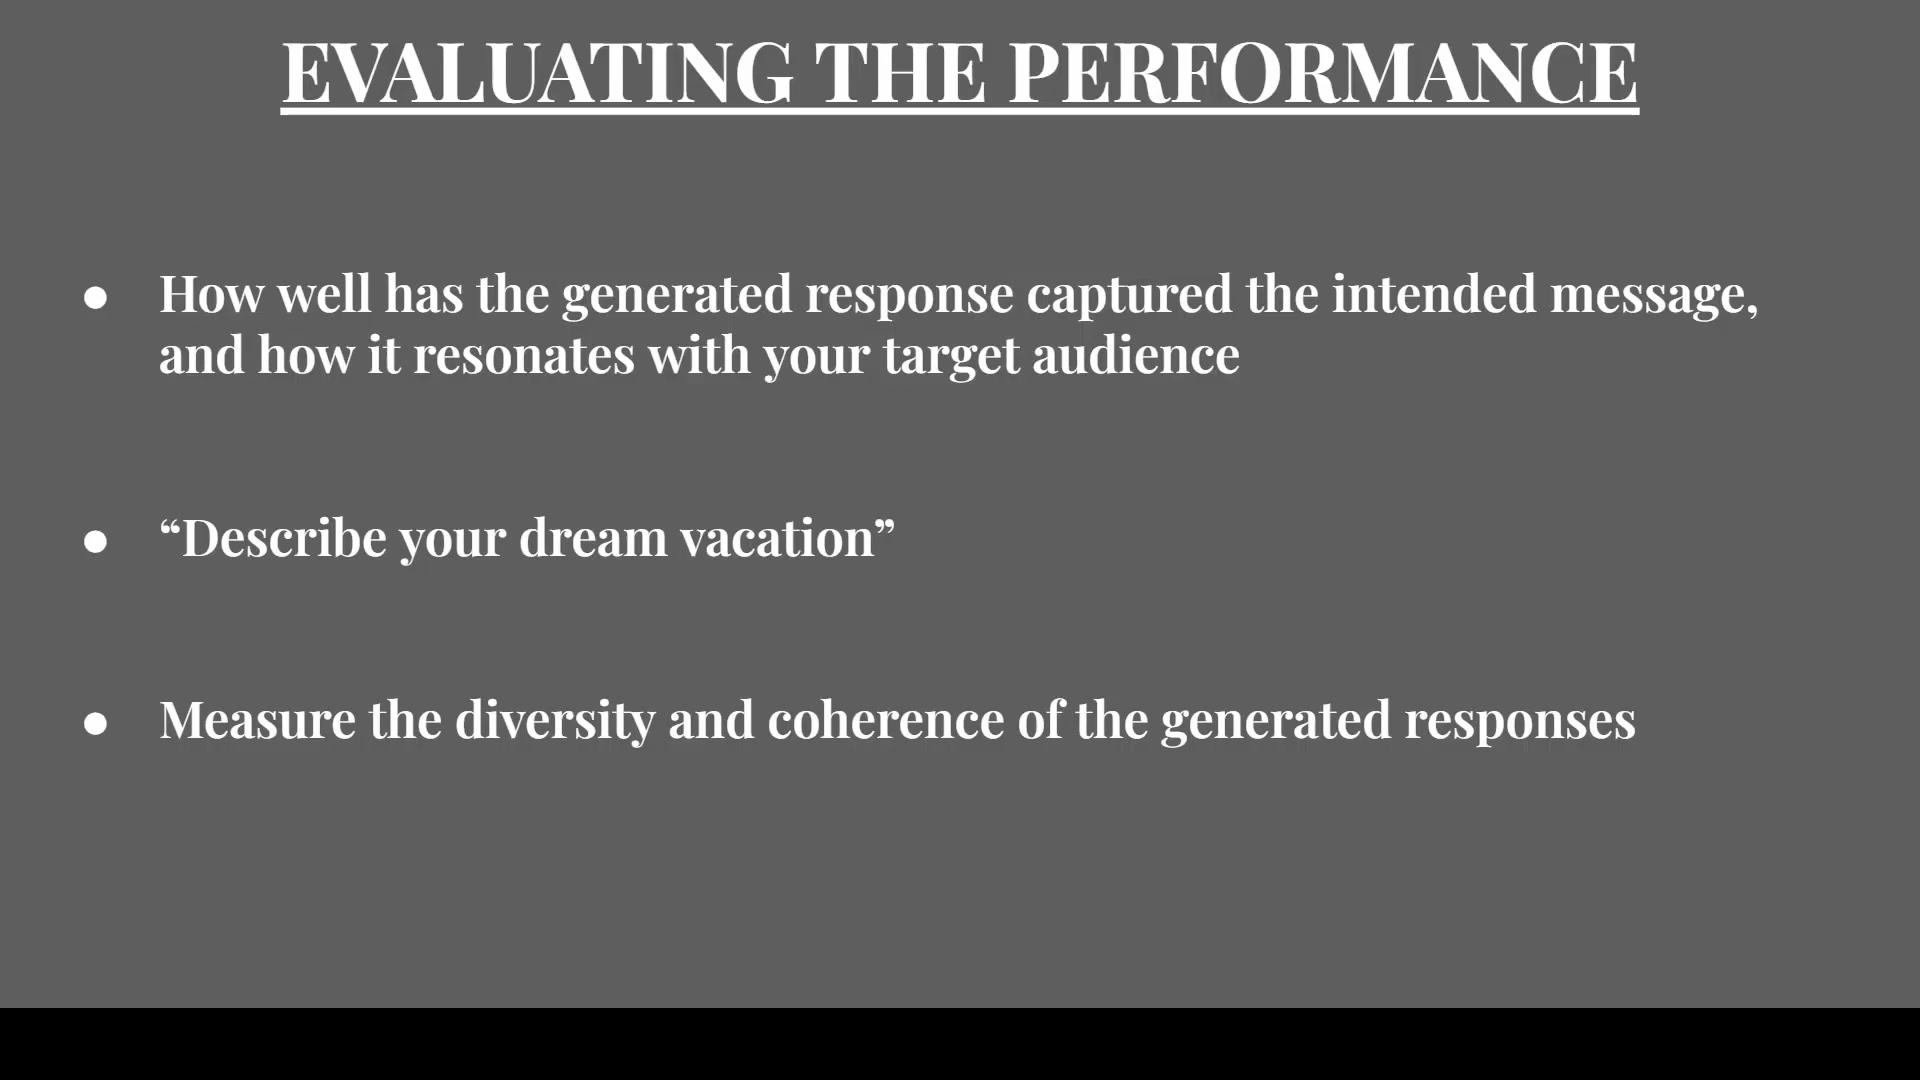 EVALUATING THE PERFORMANCE
● How well has the generated response captured the intended message,
and how it resonates with your target audience
● “Describe your dream vacation”
● Measure the diversity and coherence of the generated responses